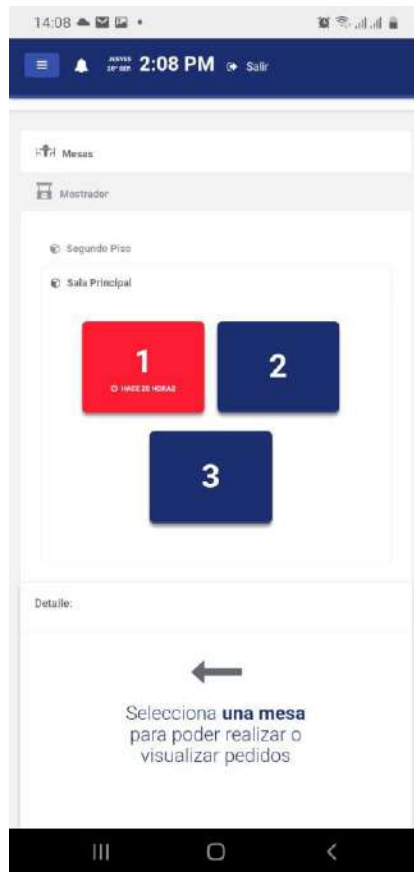 14:08
JUEVES
2:08 PM
Salir
Mesas
Mostrador
Segundo Piso
Sala Principal
1
HACE 20 HORAS
2
3
Detalle:
Selecciona una mesa
para poder realizar o
visualizar pedidos